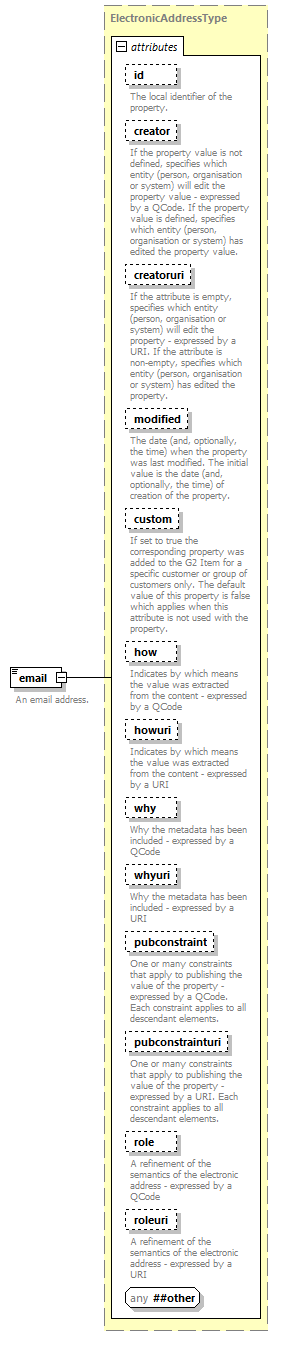 ElectronicAddressType
attributes
id
The local identifier of the
property.
creator
If the property value is not
defined, specifies which
entity (person, organisation
or system) will edit the
property value - expressed
by a QCode. If the property
value is defined, specifies
which entity (person,
organisation or system) has
edited the property value.
creatoruri
If the attribute is empty,
specifies which entity
(person, organisation or
system) will edit the
property - expressed by a
URI. If the attribute is
non-empty, specifies which
entity (person, organisation
or system) has edited the
property.
modified
The date (and, optionally,
the time) when the property
was last modified. The initial
value is the date (and,
optionally, the time) of
creation of the property.
custom
If set to true the
corresponding property was
added to the G2 Item for a
specific customer or group of
customers only. The default
value of this property is false
which applies when this
attribute is not used with the
property.
how
Indicates by which means
the value was extracted
from the content - expressed
by a QCode
howuri
Indicates by which means
the value was extracted
from the content - expressed
by a URI
why
Why the metadata has been
included - expressed by a
QCode
whyuri
Why the metadata has been
included - expressed by a
URI
pubconstraint
One or many constraints
that apply to publishing the
value of the property -
expressed by a QCode.
Each constraint applies to all
descendant elements.
pubconstrainturi
One or many constraints
that apply to publishing the
value of the property -
expressed by a URI. Each
constraint applies to all
descendant elements.
role
A refinement of the
semantics of the electronic
address - expressed by a
QCode
roleuri
A refinement of the
semantics of the electronic
address - expressed by a
URI
any ##other
email
An email address.